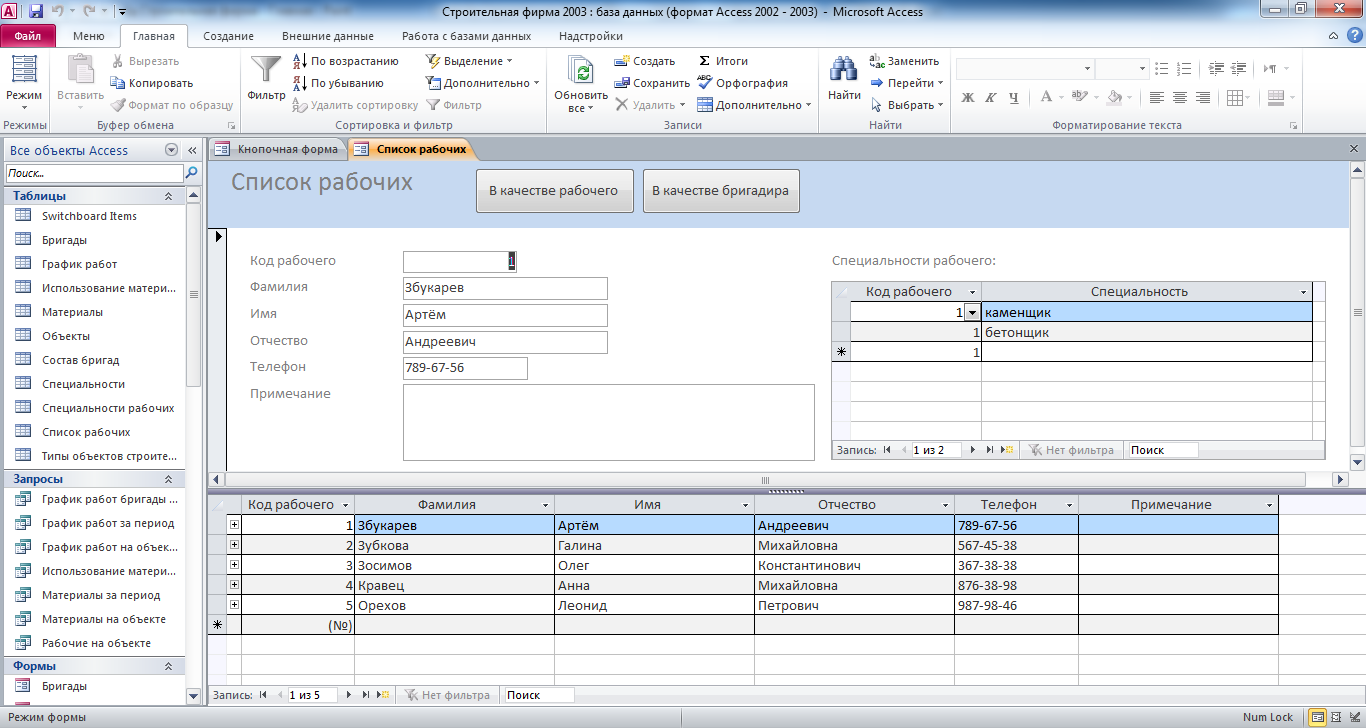 Строительная фирма 2003 : база данных (формат Access 2002 - 2003) - Microsoft Access
Файл Меню Главная Создание Внешние данные Работа с базами данных Надстройки
Режим
Режимы
Вставить
Вырезать
Копировать
Формат по образцу
Буфер обмена
Фильтр
По возрастанию
По убыванию
Удалить сортировку
Выделение
Дополнительно
Фильтр
Сортировка и фильтр
Обновить
все
Создать
Сохранить
Удалить
Итоги
Орфография
Дополнительно
Записи
Найти
Заменить
Перейти
Выбрать
Найти
Ж К Ч А
Форматирование текста
Все объекты Access
Поиск...
Таблицы
Switchboard Items
Бригады
График работ
Использование матери...
Материалы
Объекты
Состав бригад
Специальности
Специальности рабочих
Список рабочих
Типы объектов строите...
Запросы
График работ бригады ...
График работ за период
График работ на объек...
Использование матери...
Материалы за период
Материалы на объекте
Рабочие на объекте
Формы
Бригады
Кнопочная форма Список рабочих
Список рабочих
В качестве рабочего В качестве бригадира
Код рабочего 1
Фамилия Збукарев
Имя Артём
Отчество Андреевич
Телефон 789-67-56
Примечание
Специальности рабочего:
Код рабочего Специальность
1 каменщик
1 бетонщик
1
Запись: 1 из 2 Нет фильтра Поиск
Код рабочего Фамилия Имя Отчество Телефон Примечание
1 Збукарев Артём Андреевич 789-67-56
2 Зубкова Галина Михайловна 567-45-38
3 Зосимов Олег Константинович 367-38-38
4 Кравец Анна Михайловна 876-38-98
5 Орехов Леонид Петрович 987-98-46
(№)
Запись: 1 из 5 Нет фильтра Поиск
Режим формы Num Lock